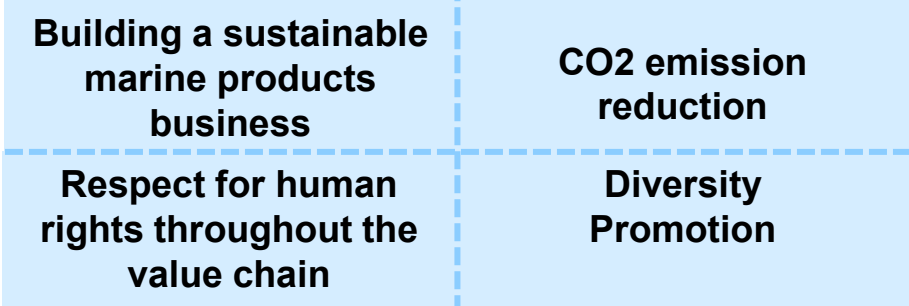 Building a sustainable
marine products
business
CO2 emission
reduction
Respect for human
rights throughout the
value chain
Diversity
Promotion